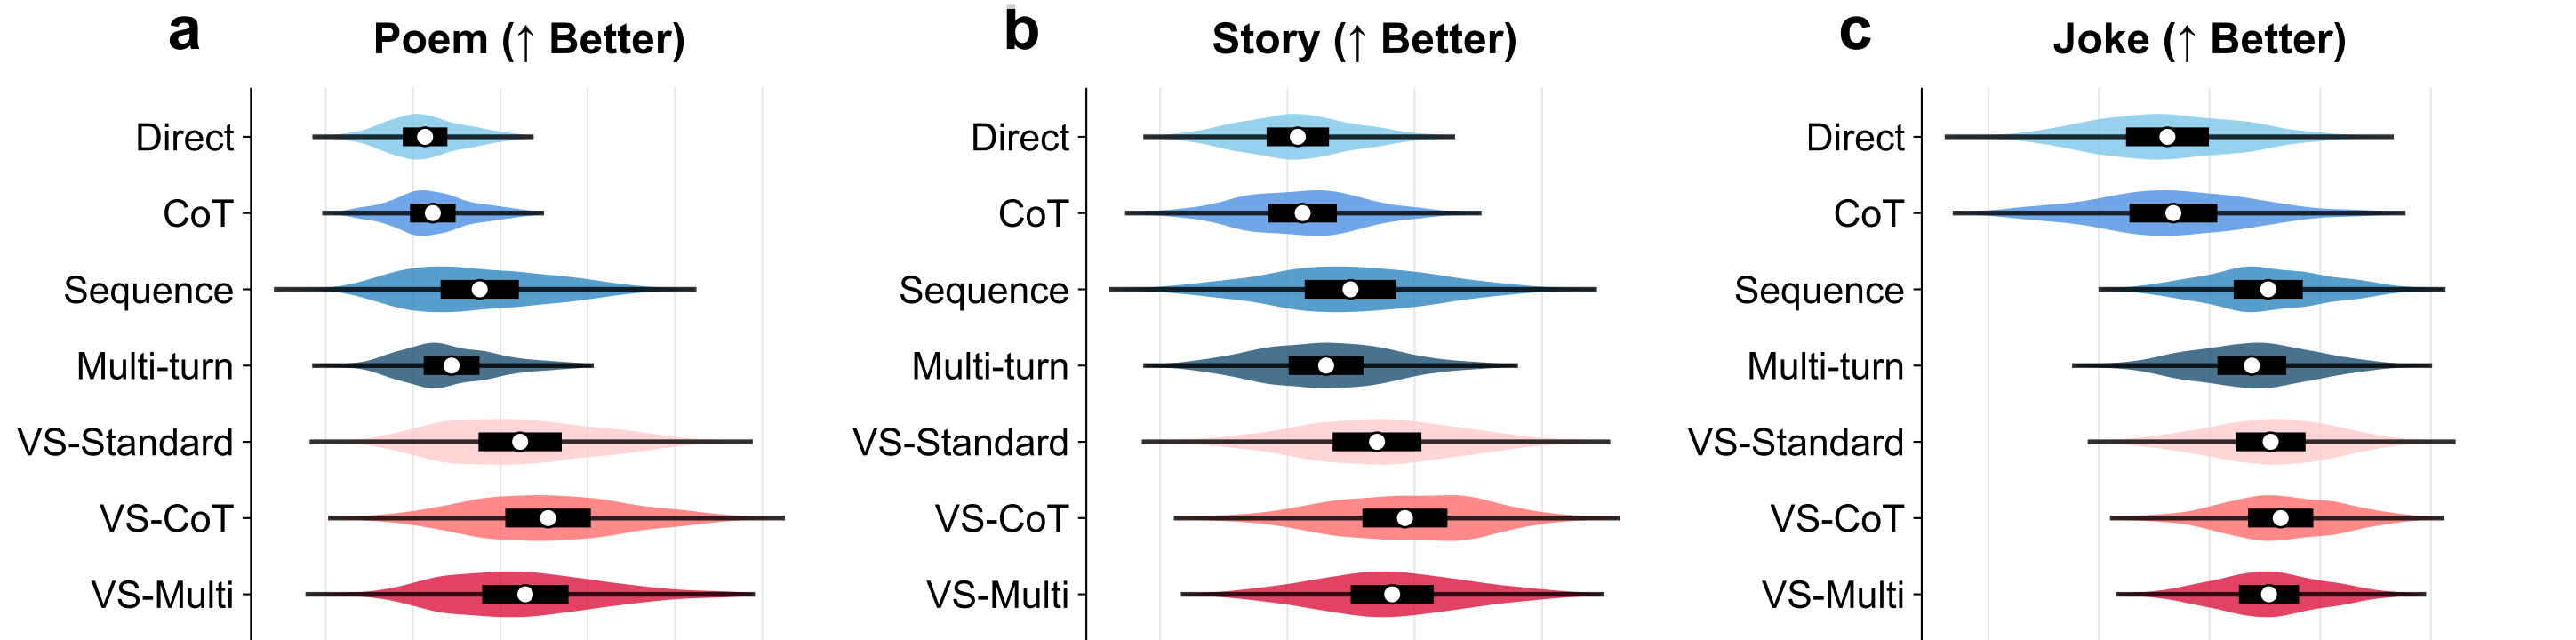 a Poem (↑ Better)
Direct
CoT
Sequence
Multi-turn
VS-Standard
VS-CoT
VS-Multi
b Story (↑ Better)
Direct
CoT
Sequence
Multi-turn
VS-Standard
VS-CoT
VS-Multi
c Joke (↑ Better)
Direct
CoT
Sequence
Multi-turn
VS-Standard
VS-CoT
VS-Multi